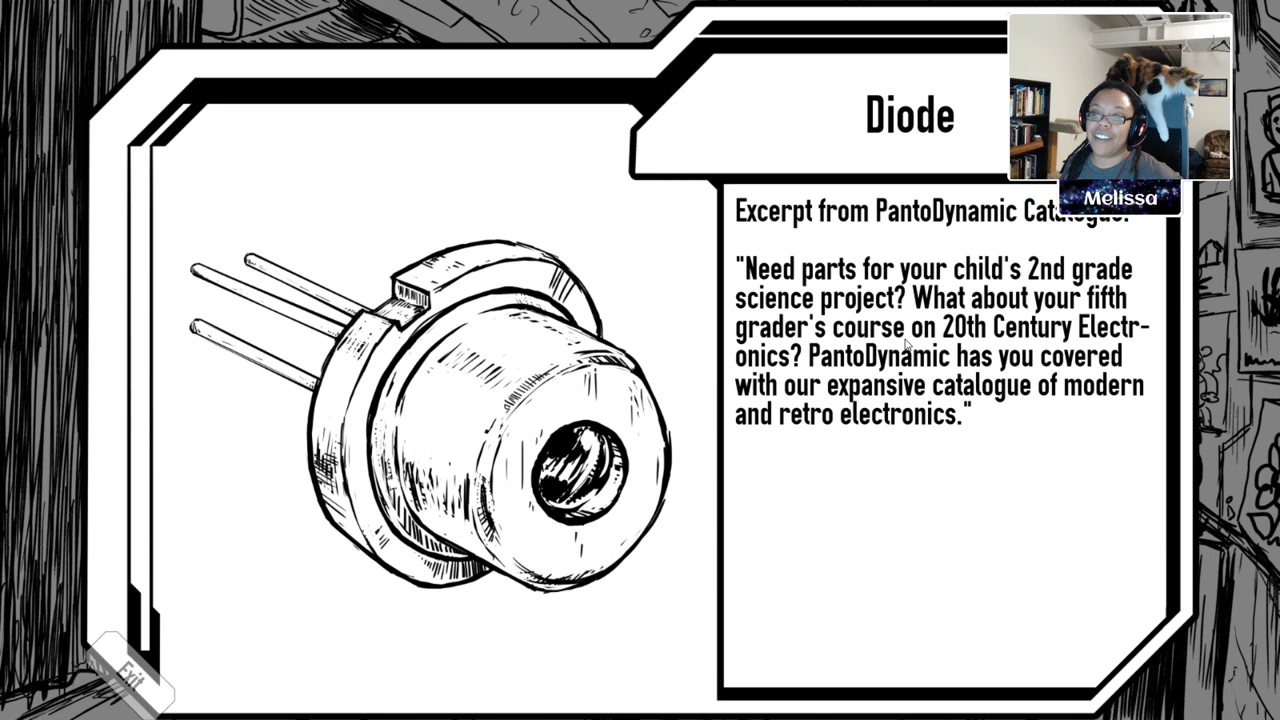 Diode
Melissa
Excerpt from PantoDynamic
"Need parts for your child's 2nd grade
science project? What about your fifth
grader's course on 20th Century Electr-
onics? PantoDynamic has you covered
with our expansive catalogue of modern
and retro electronics."
Exit